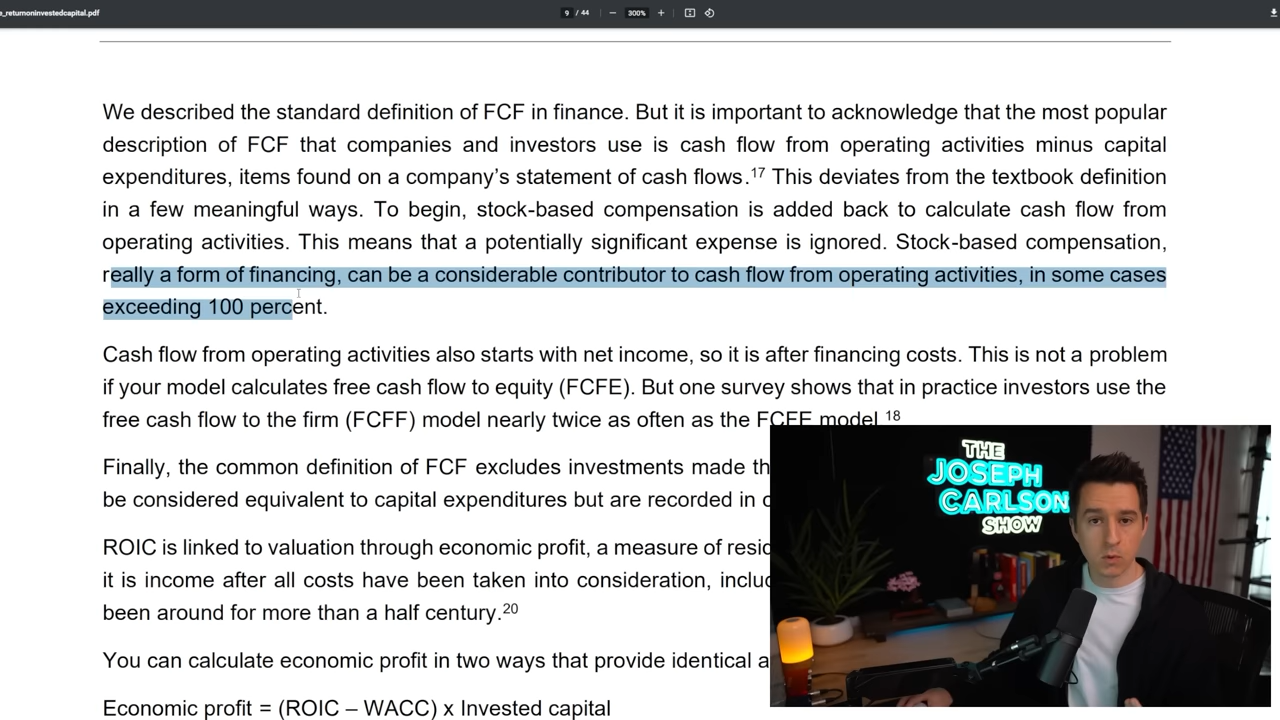 e_returnoninvestedcapital.pdf
9 / 44
300%
We described the standard definition of FCF in finance. But it is important to acknowledge that the most popular
description of FCF that companies and investors use is cash flow from operating activities minus capital
expenditures, items found on a company’s statement of cash flows.17 This deviates from the textbook definition
in a few meaningful ways. To begin, stock-based compensation is added back to calculate cash flow from
operating activities. This means that a potentially significant expense is ignored. Stock-based compensation,
really a form of financing, can be a considerable contributor to cash flow from operating activities, in some cases
exceeding 100 percent.
Cash flow from operating activities also starts with net income, so it is after financing costs. This is not a problem
if your model calculates free cash flow to equity (FCFE). But one survey shows that in practice investors use the
free cash flow to the firm (FCFF) model nearly twice as often as the FCFE model.18
Finally, the common definition of FCF excludes investments made th
be considered equivalent to capital expenditures but are recorded in
ROIC is linked to valuation through economic profit, a measure of resid
it is income after all costs have been taken into consideration, inclu
been around for more than a half century.20
You can calculate economic profit in two ways that provide identical a
Economic profit = (ROIC – WACC) x Invested capital
THE
JOSEPH
CARLSON
SHOW